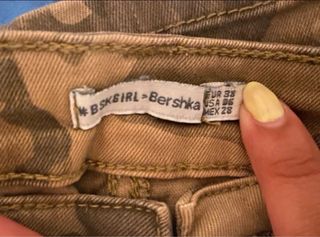 *BSKGIRL>Bershka
EUR 38
USA 06
MEX 28